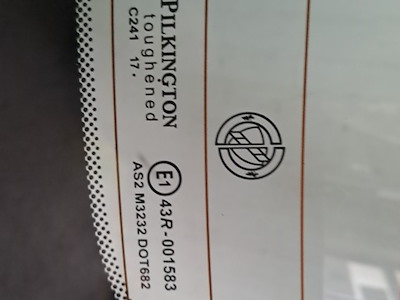 PILKINGTON
toughened
C241 17.
E1 43R-001583
AS2 M3232 DOT682